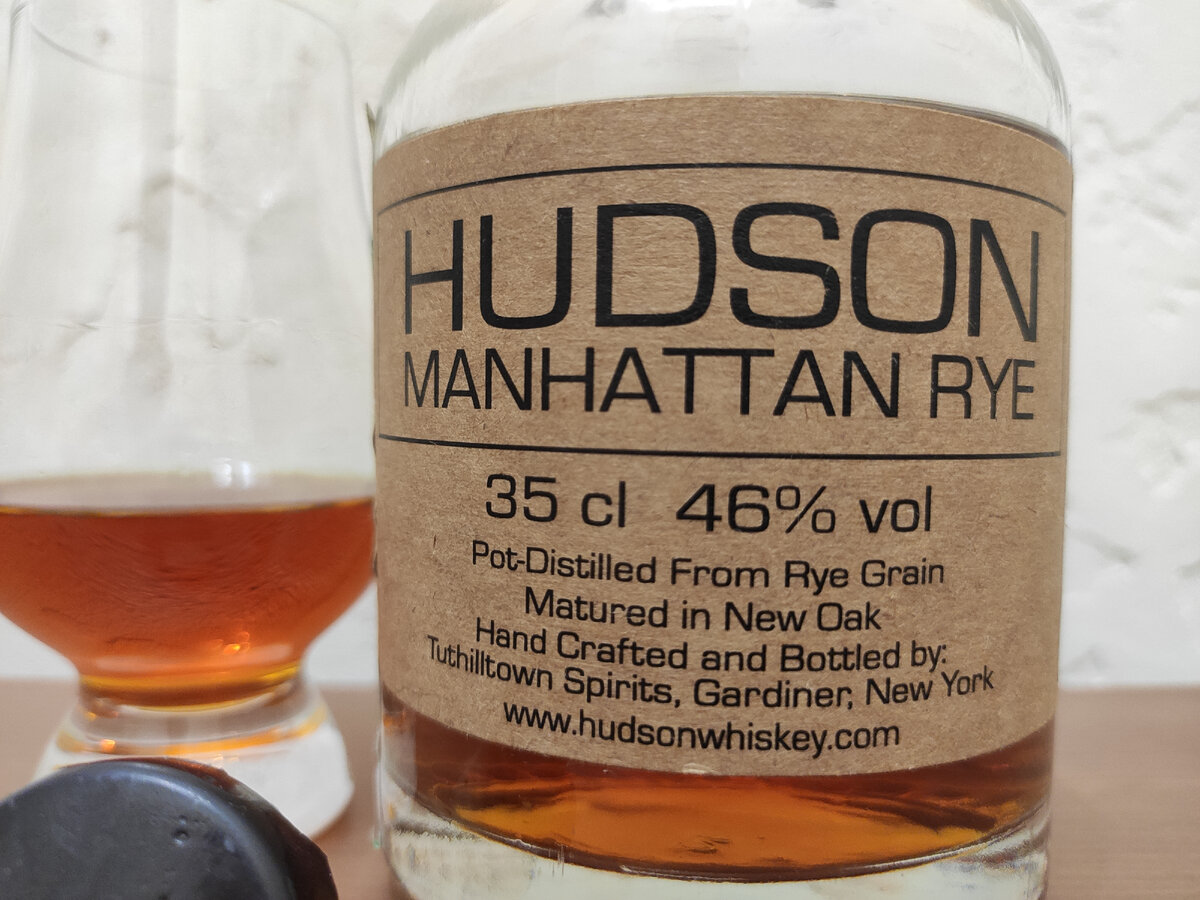 HUDSON
MANHATTAN RYE
35 cl 46% vol
Pot-Distilled From Rye Grain
Matured in New Oak
Hand Crafted and Bottled by:
Tuthilltown Spirits, Gardiner, New York
www.hudsonwhiskey.com